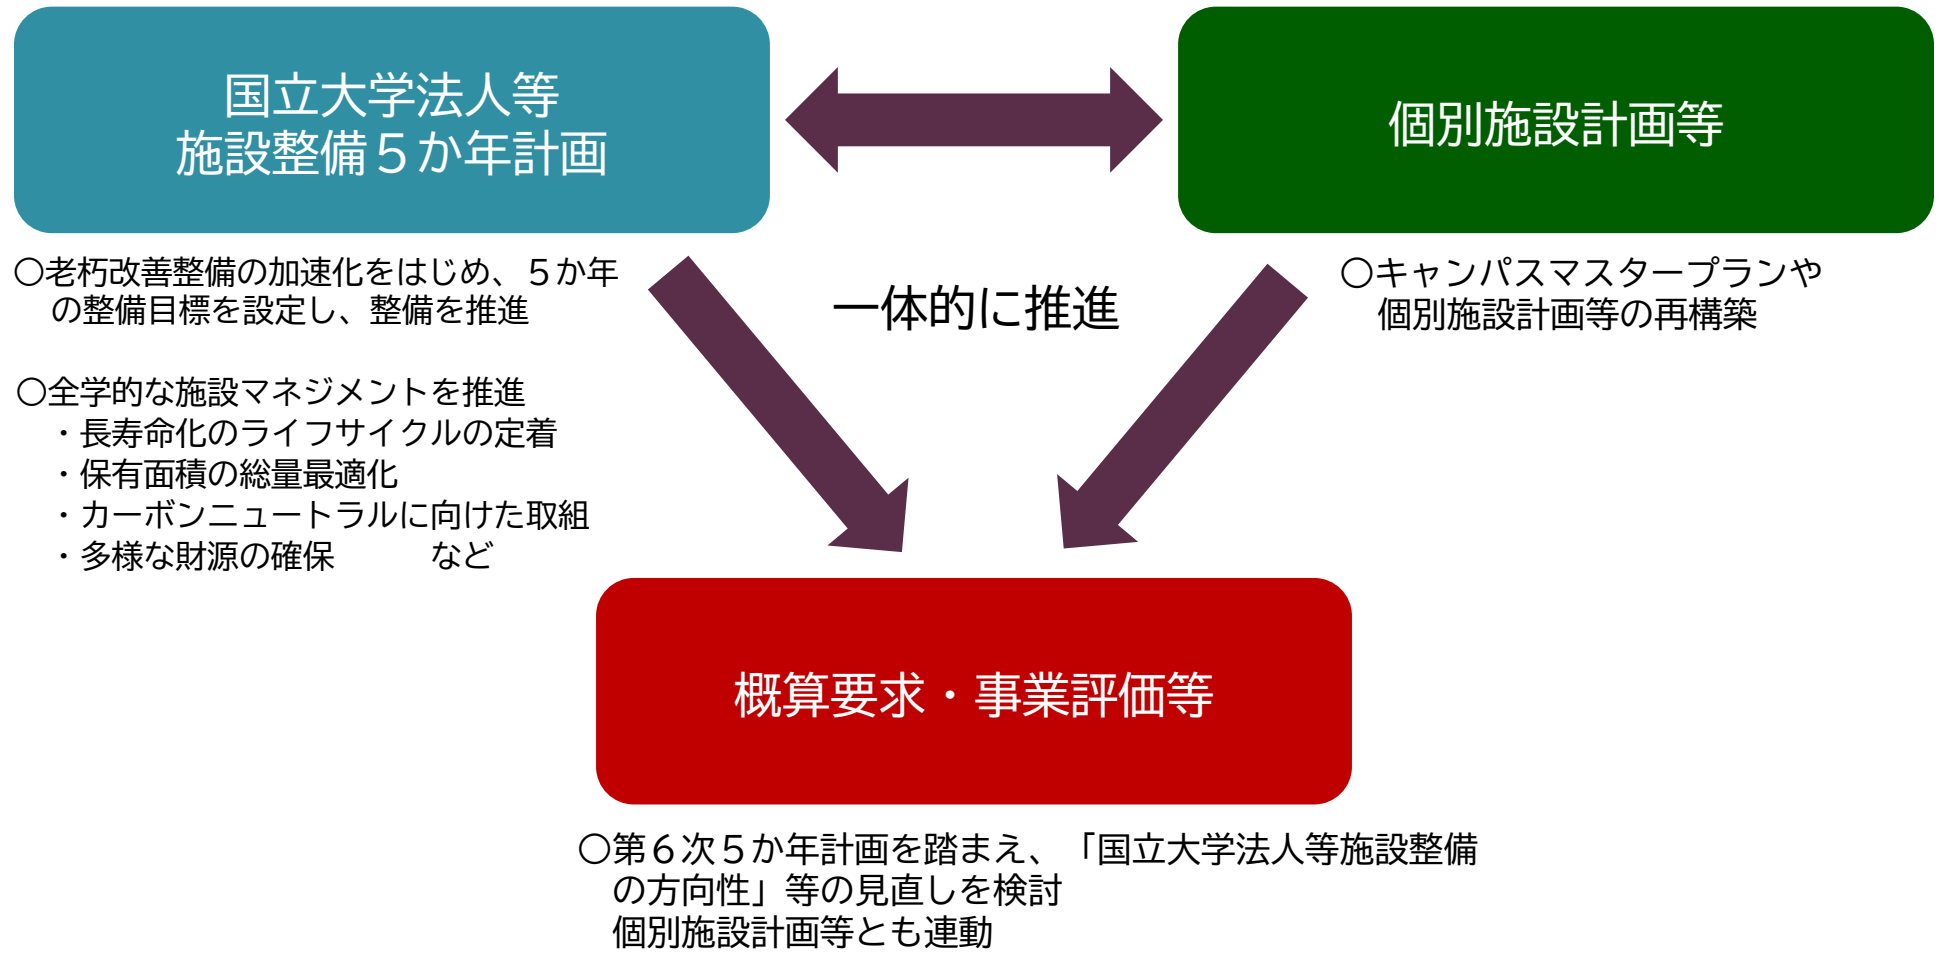 国立大学法人等
施設整備５か年計画
個別施設計画等
〇老朽改善整備の加速化をはじめ、５か年
の整備目標を設定し、整備を推進
〇全学的な施設マネジメントを推進
・長寿命化のライフサイクルの定着
・保有面積の総量最適化
・カーボンニュートラルに向けた取組
・多様な財源の確保　　　など
一体的に推進
〇キャンパスマスタープランや
個別施設計画等の再構築
概算要求・事業評価等
〇第６次５か年計画を踏まえ、「国立大学法人等施設整備
の方向性」等の見直しを検討
個別施設計画等とも連動